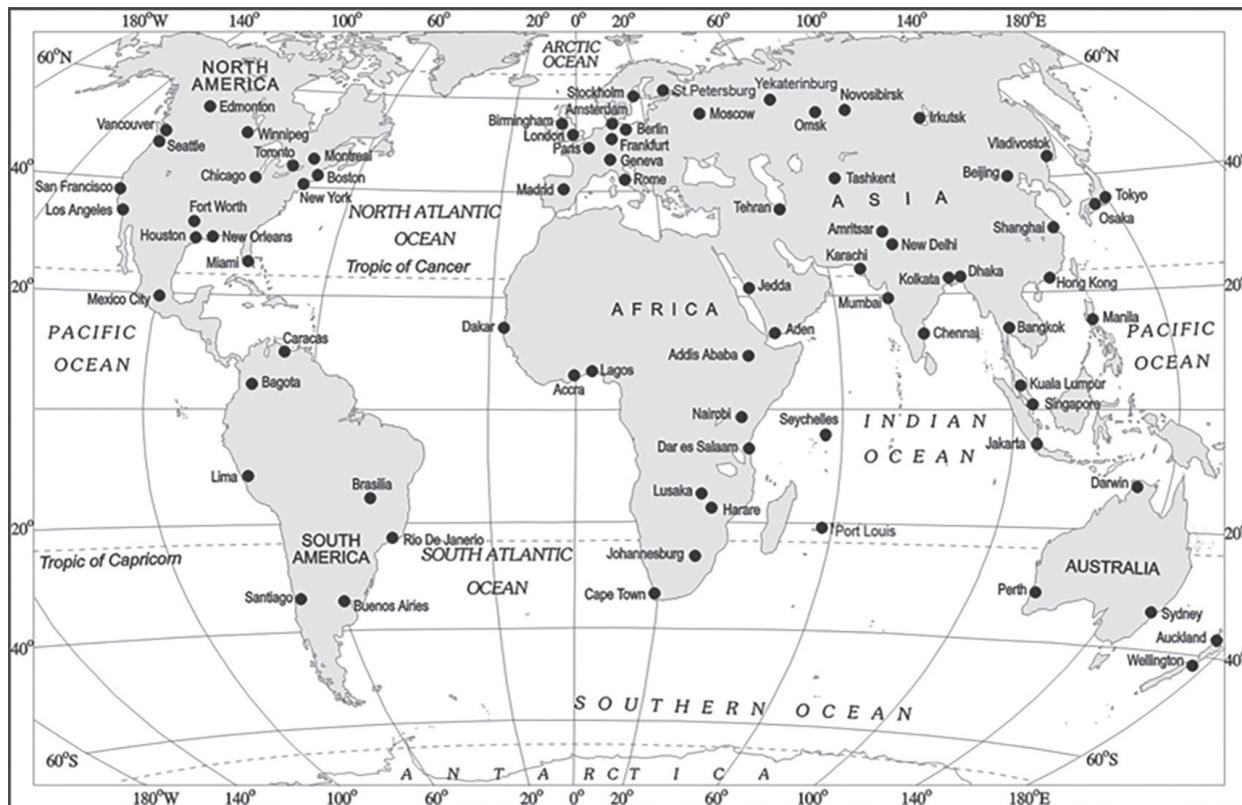 180°W 140° 100° 60° 20° 0° 20° 60° 100° 140° 180°E
60°N
60°N
ARCTIC
OCEAN
NORTH
AMERICA
Edmonton
Vancouver
Seattle
Winnipeg
Toronto
Montreal
Chicago
Boston
New York
San Francisco
Los Angeles
Fort Worth
Houston
New Orleans
Miami
Mexico City
Stockholm
St.Petersburg
Yekaterinburg
Novosibirsk
Amsterdam
Moscow
Omsk
Irkutsk
Birmingham
Berlin
London
Frankfurt
Paris
Geneva
Madrid
Rome
Vladivostok
Beijing
Tashkent
ASIA
Tehran
Tokyo
Osaka
Amritsar
New Delhi
Shanghai
Karachi
Kolkata
Dhaka
Hong Kong
40°
40°
NORTH ATLANTIC
OCEAN
Tropic of Cancer
20°
20°
Jedda
Mumbai
Manila
PACIFIC
OCEAN
AFRICA
Dakar
Aden
Chennai
Bangkok
PACIFIC
OCEAN
Caracas
Bagota
Addis Ababa
Lagos
Accra
Kuala Lumpur
Singapore
Nairobi
Seychelles
INDIAN
OCEAN
Dar es Salaam
Jakarta
Lima
Brasilia
Lusaka
Harare
Darwin
Port Louis
20°
20°
SOUTH
AMERICA
Rio De Janerio
SOUTH ATLANTIC
OCEAN
Tropic of Capricorn
Johannesburg
AUSTRALIA
Santiago
Buenos Airies
Cape Town
Perth
Sydney
Auckland
Wellington
40°
40°
SOUTHERN OCEAN
60°S
60°S
ANTARCTICA
180°W 140° 100° 60° 20° 0° 20° 60° 100° 140° 180°E